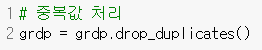 1 # 중복값 처리
2 grdp = grdp.drop_duplicates()